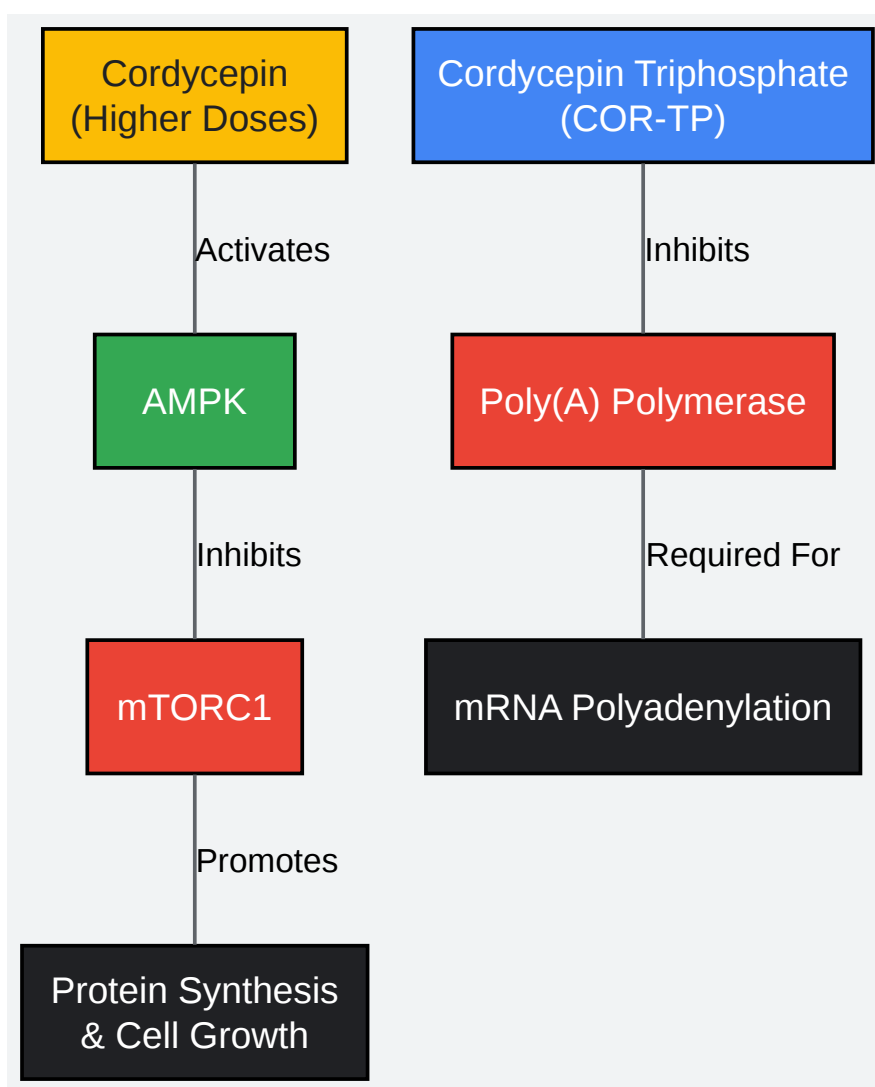 Cordycepin
(Higher Doses)
Activates
AMPK
Inhibits
mTORC1
Promotes
Protein Synthesis
& Cell Growth
Cordycepin Triphosphate
(COR-TP)
Inhibits
Poly(A) Polymerase
Required For
mRNA Polyadenylation